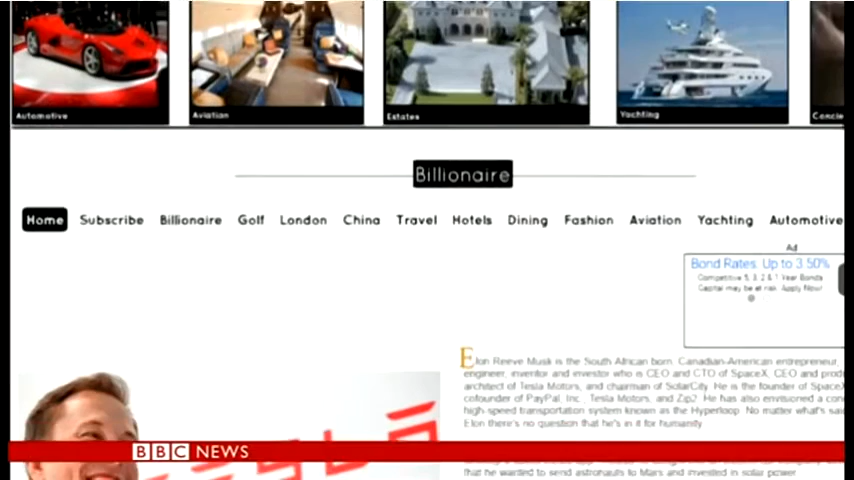 Automotive
Aviation
Estates
Yachting
Billionaire
Home Subscribe Billionaire Golf London China Travel Hotels Dining Fashion Aviation Yachting Automotive
Ad
Bond Rates. Up to 3.50%
Competitive 5, 3, 2 & 1 Year Bonds
Capital may be at risk. Apply Now!
Elon Reeve Musk is the South African born, Canadian-American entrepreneur,
engineer, inventor and investor who is CEO and CTO of SpaceX, CEO and
architect of Tesla Motors, and chairman of SolarCity. He is the founder of SpaceX
cofounder of PayPal, Inc., Tesla Motors, and Zip2. He has also envisioned a
high-speed transportation system known as the Hyperloop. No matter what's
Elon there's no question that he's in it for humanity
TESLA
BBC NEWS
that he wanted to send astronauts to Mars and invested in solar power